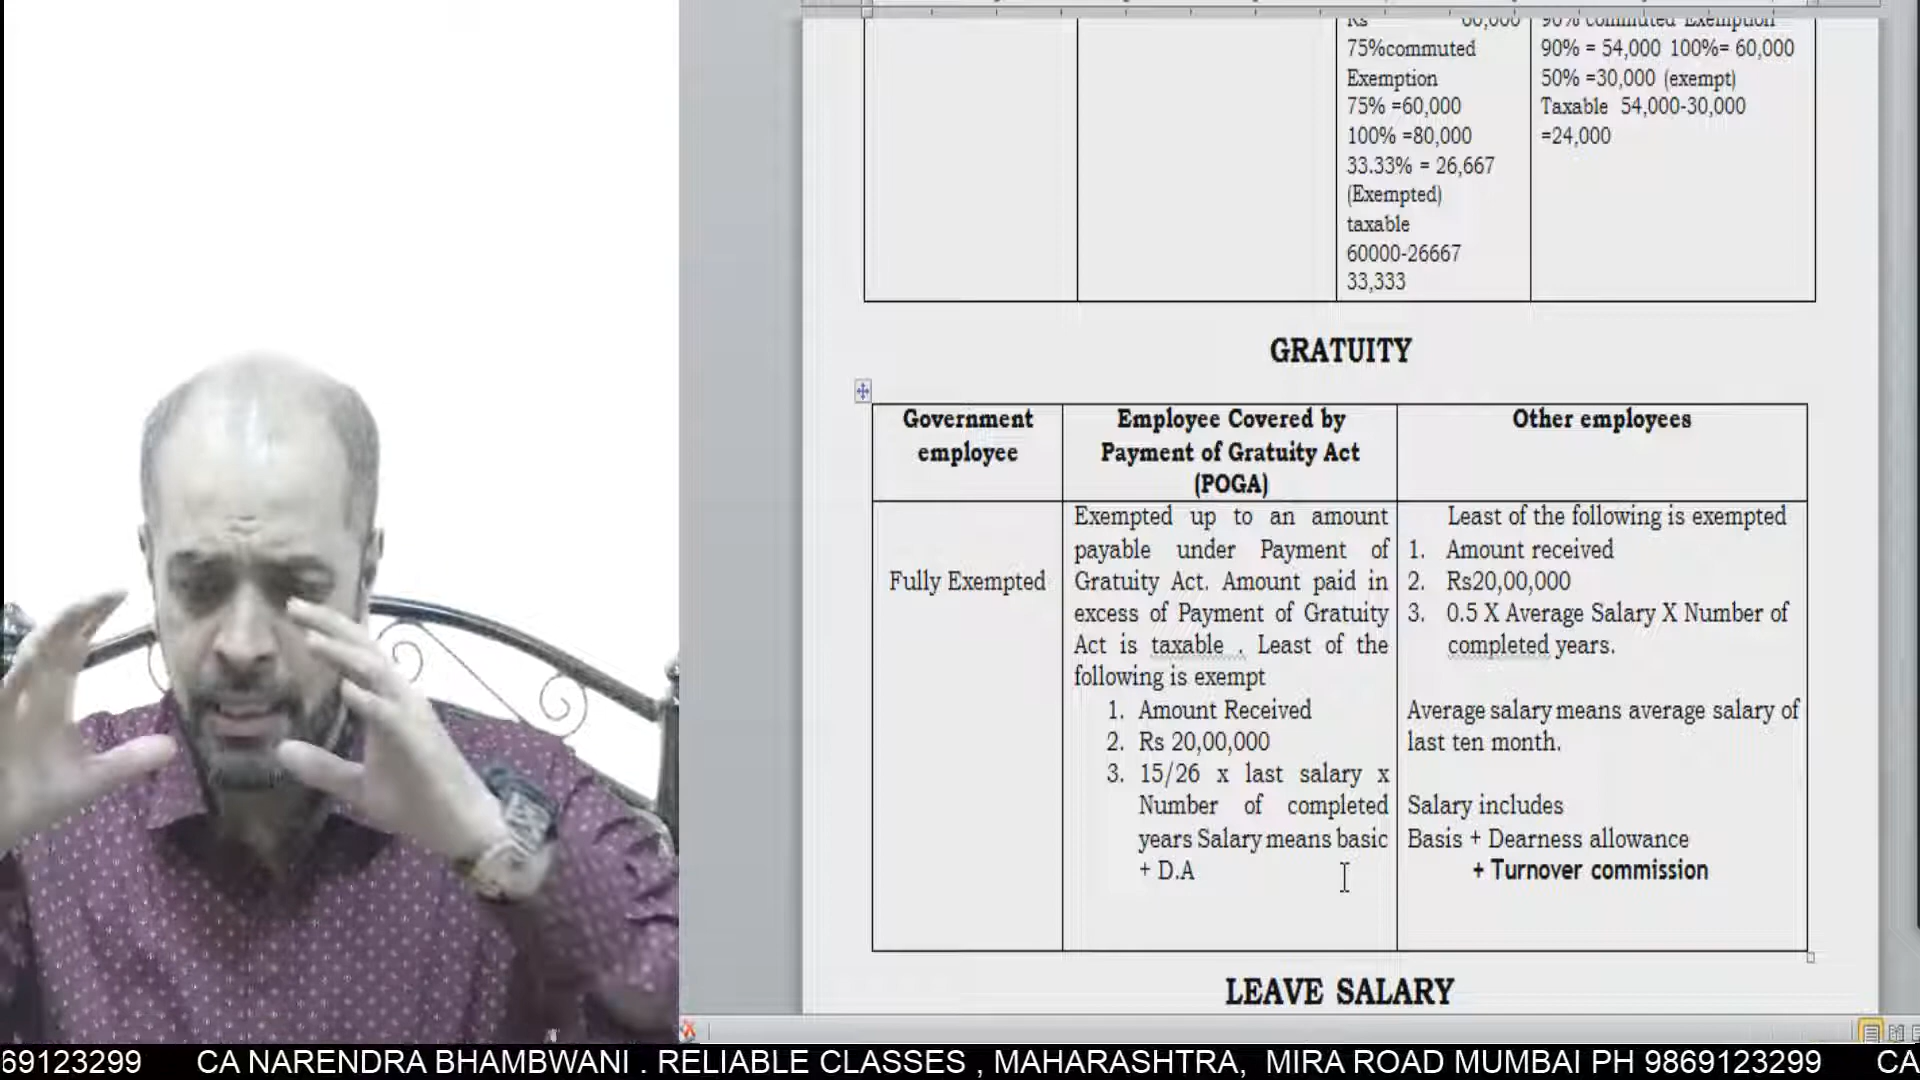 Rs 60,000
75%commuted
Exemption
75% =60,000
100% =80,000
33.33% = 26,667
(Exempted)
taxable
60000-26667
33,333
90% commuted Exemption
90% = 54,000 100%= 60,000
50% =30,000 (exempt)
Taxable 54,000-30,000
=24,000
GRATUITY
Government
employee
Employee Covered by
Payment of Gratuity Act
(POGA)
Other employees
Fully Exempted
Exempted up to an amount
payable under Payment of
Gratuity Act. Amount paid in
excess of Payment of Gratuity
Act is taxable . Least of the
following is exempt
1. Amount Received
2. Rs 20,00,000
3. 15/26 x last salary x
Number of completed
years Salary means basic
+ D.A
Least of the following is exempted
1. Amount received
2. Rs20,00,000
3. 0.5 X Average Salary X Number of
completed years.
Average salary means average salary of
last ten month.
Salary includes
Basis + Dearness allowance
+ Turnover commission
LEAVE SALARY
69123299 CA NARENDRA BHAMBWANI . RELIABLE CLASSES , MAHARASHTRA, MIRA ROAD MUMBAI PH 9869123299 CA